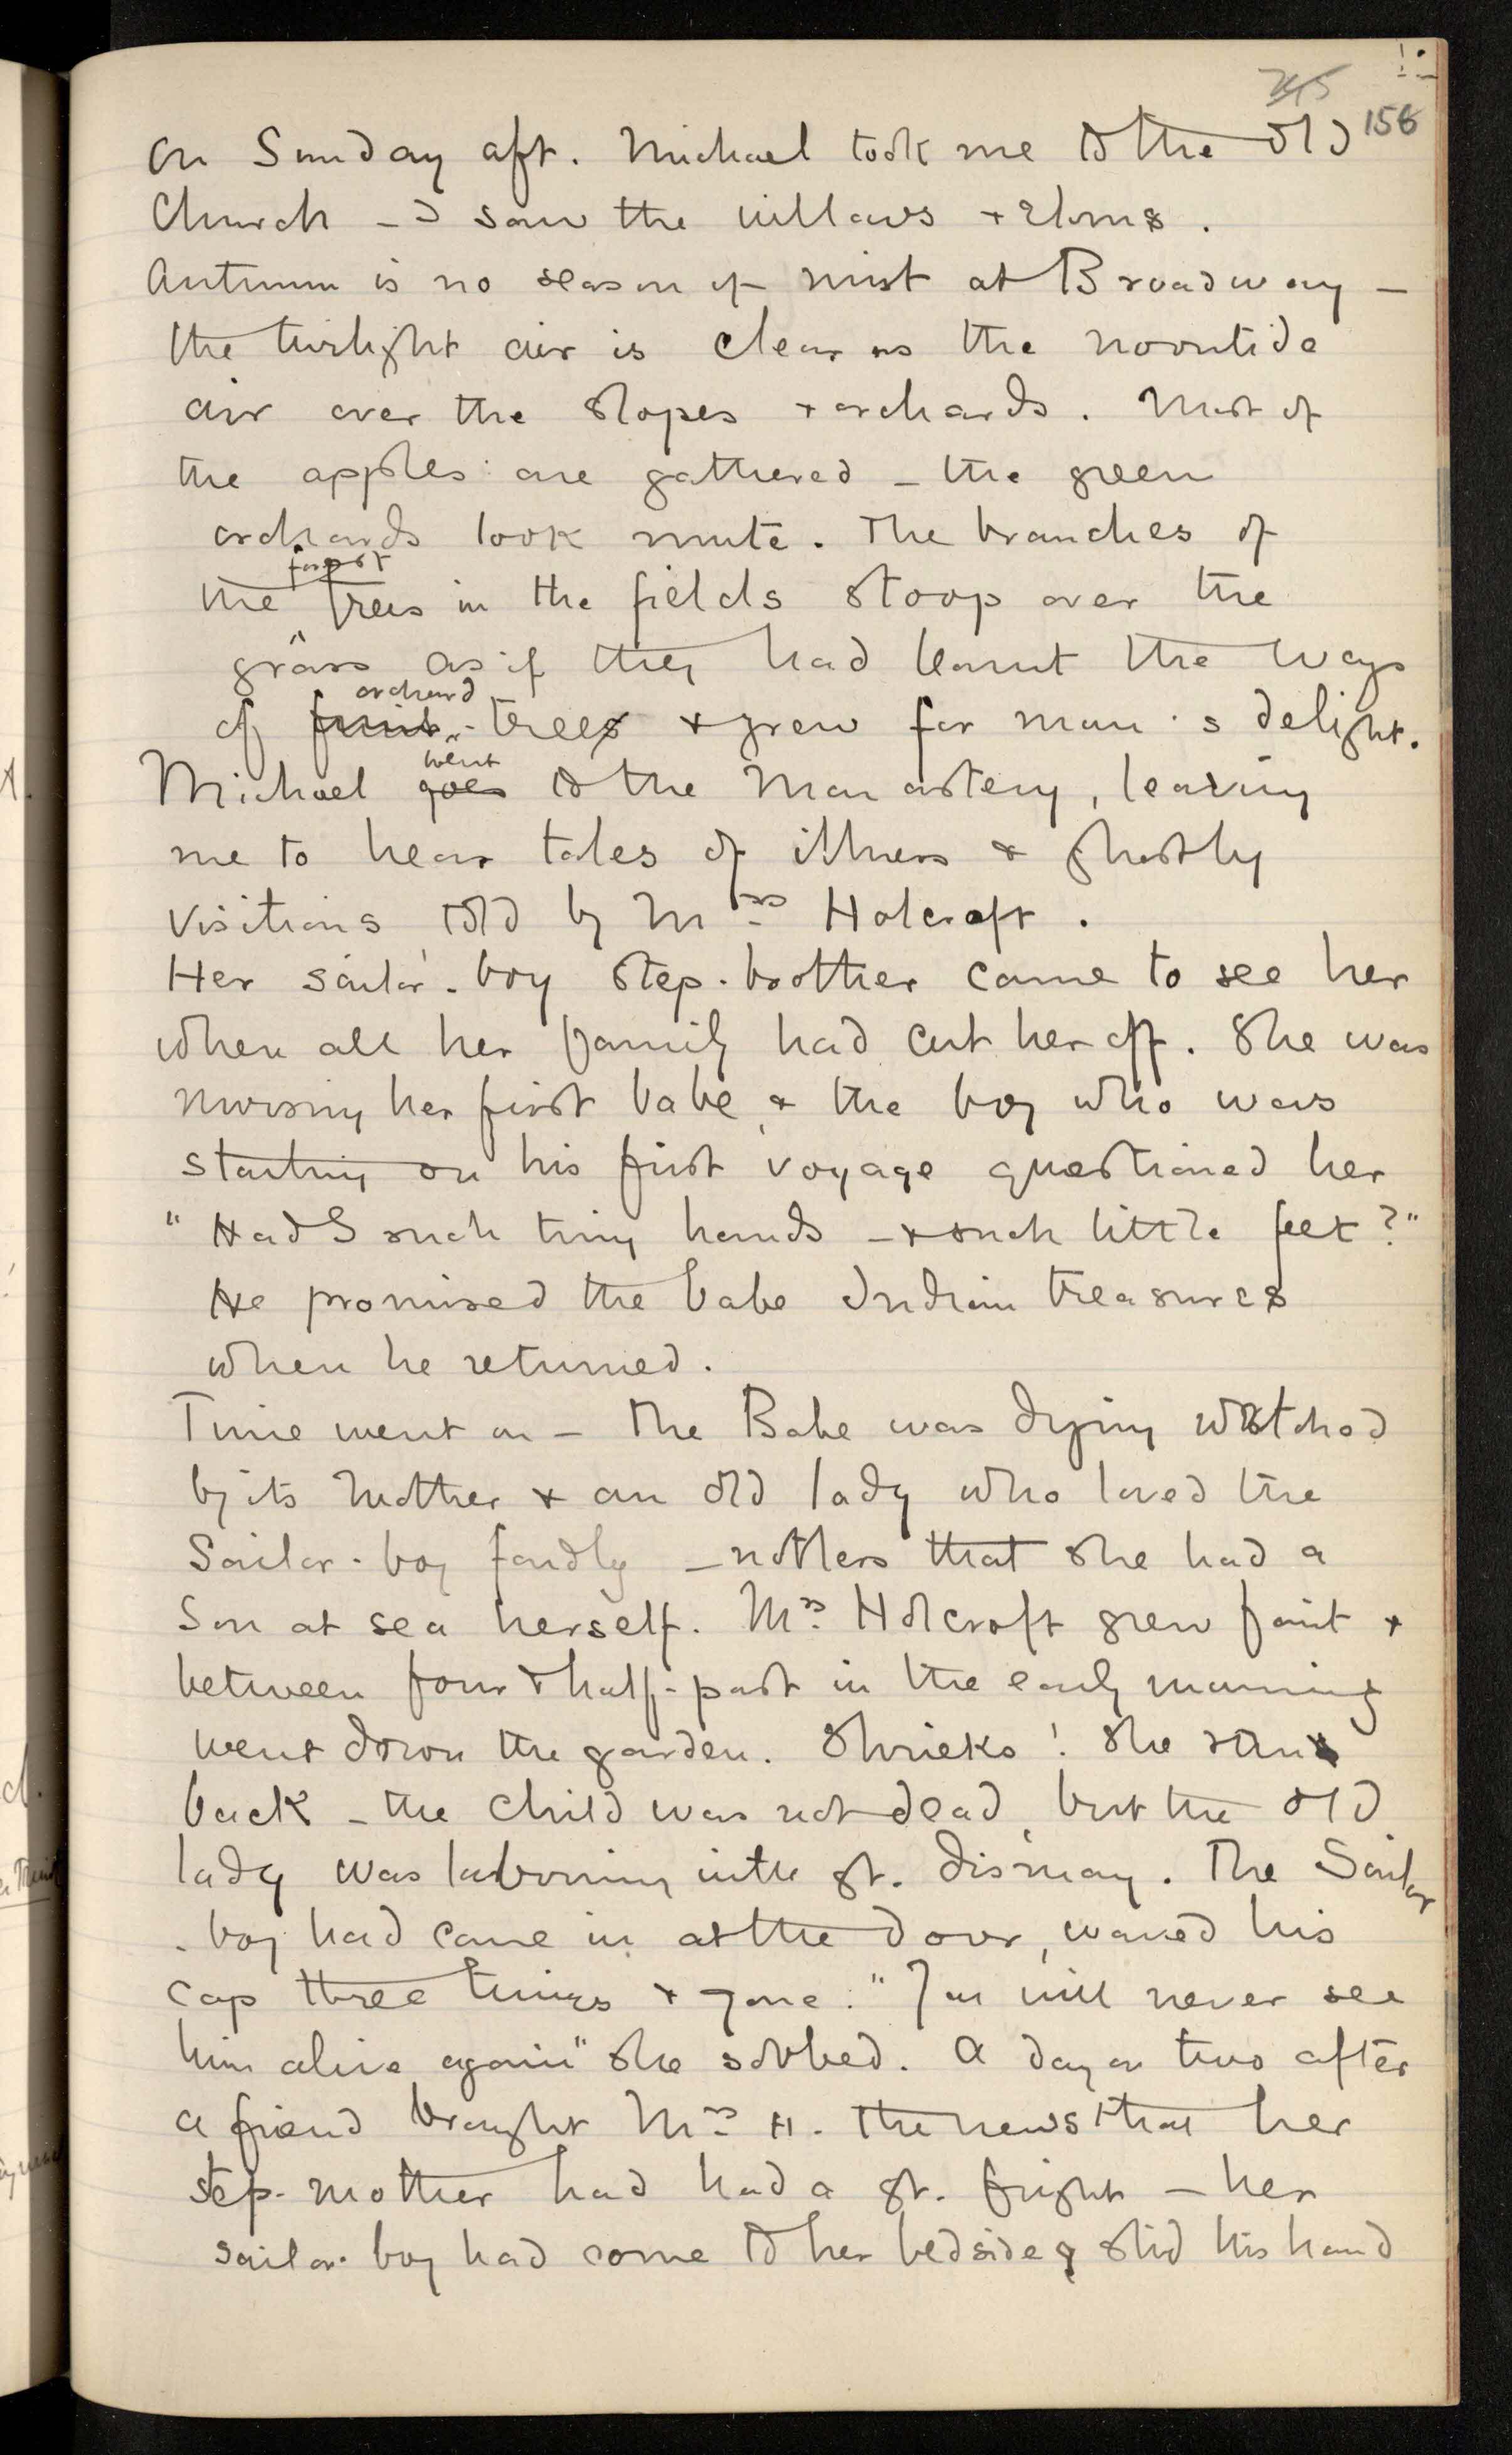 156
On Sunday aft. Michael took me to the old
Church – I saw the willows & elms.
Autumn is no season of mist at Broadway –
the twilight air is clear as the noontide
air over the slopes & orchards. Most of
the apples are gathered – the green
orchards look mute. The branches of
the forest trees in the fields stoop over the
grass as if they had learnt the ways
of fruit orchard-trees & grew for man's delight.
Michael goes went to the Monastery, leaving
me to hear tales of illness & ghostly
visitions told by Mrs Holcroft.
Her sailor-boy step-brother came to see her
when all her family had cut her off. She was
nursing her first babe, & the boy who was
starting on his first voyage questioned her
"Had I such tiny hands – & such little feet?"
He promised the babe Indian treasures
when he returned.
Time went on – The Babe was dying watched
by its mother & an old lady who loved the
Sailor-boy fondly – notless that she had a
Son at sea herself. Mrs Holcroft grew faint &
between four & half-past in the early morning
went down the garden. Shrieks! She ran
back – the child was not dead, but the old
lady was labouring with gt. dismay. The Sailor
-boy had come in at the door, waved his
cap three times & gone. "You will never see
him alive again" she sobbed. A day or two after
a friend brought Mrs H. the news that her
step-mother had had a gt. fright – her
sailor-boy had come to her bedside, slid his hand